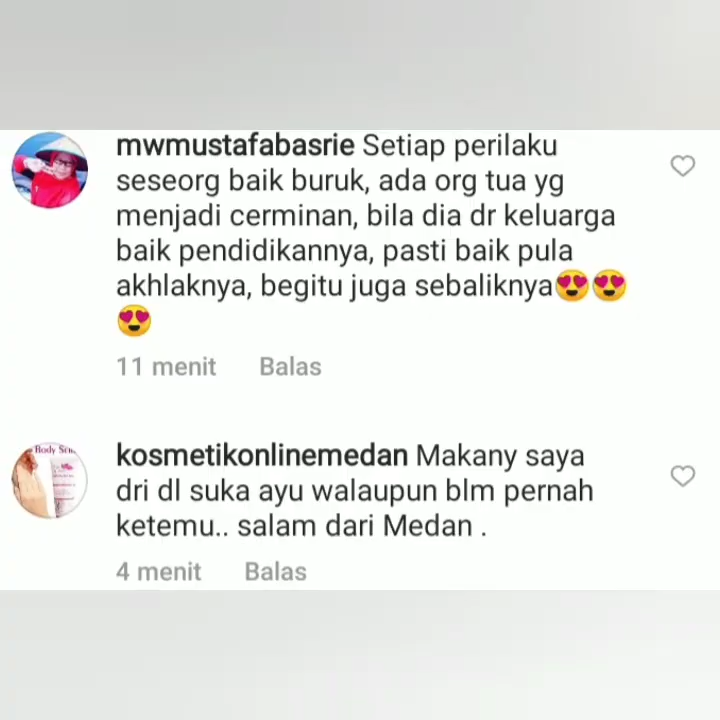 mwmustafabasrie Setiap perilaku
seseorg baik buruk, ada org tua yg
menjadi cerminan, bila dia dr keluarga
baik pendidikannya, pasti baik pula
akhlaknya, begitu juga sebaliknya😍😍
😍
11 menit Balas
kosmetikonlinemedan Makany saya
dri dl suka ayu walaupun blm pernah
ketemu.. salam dari Medan .
4 menit Balas